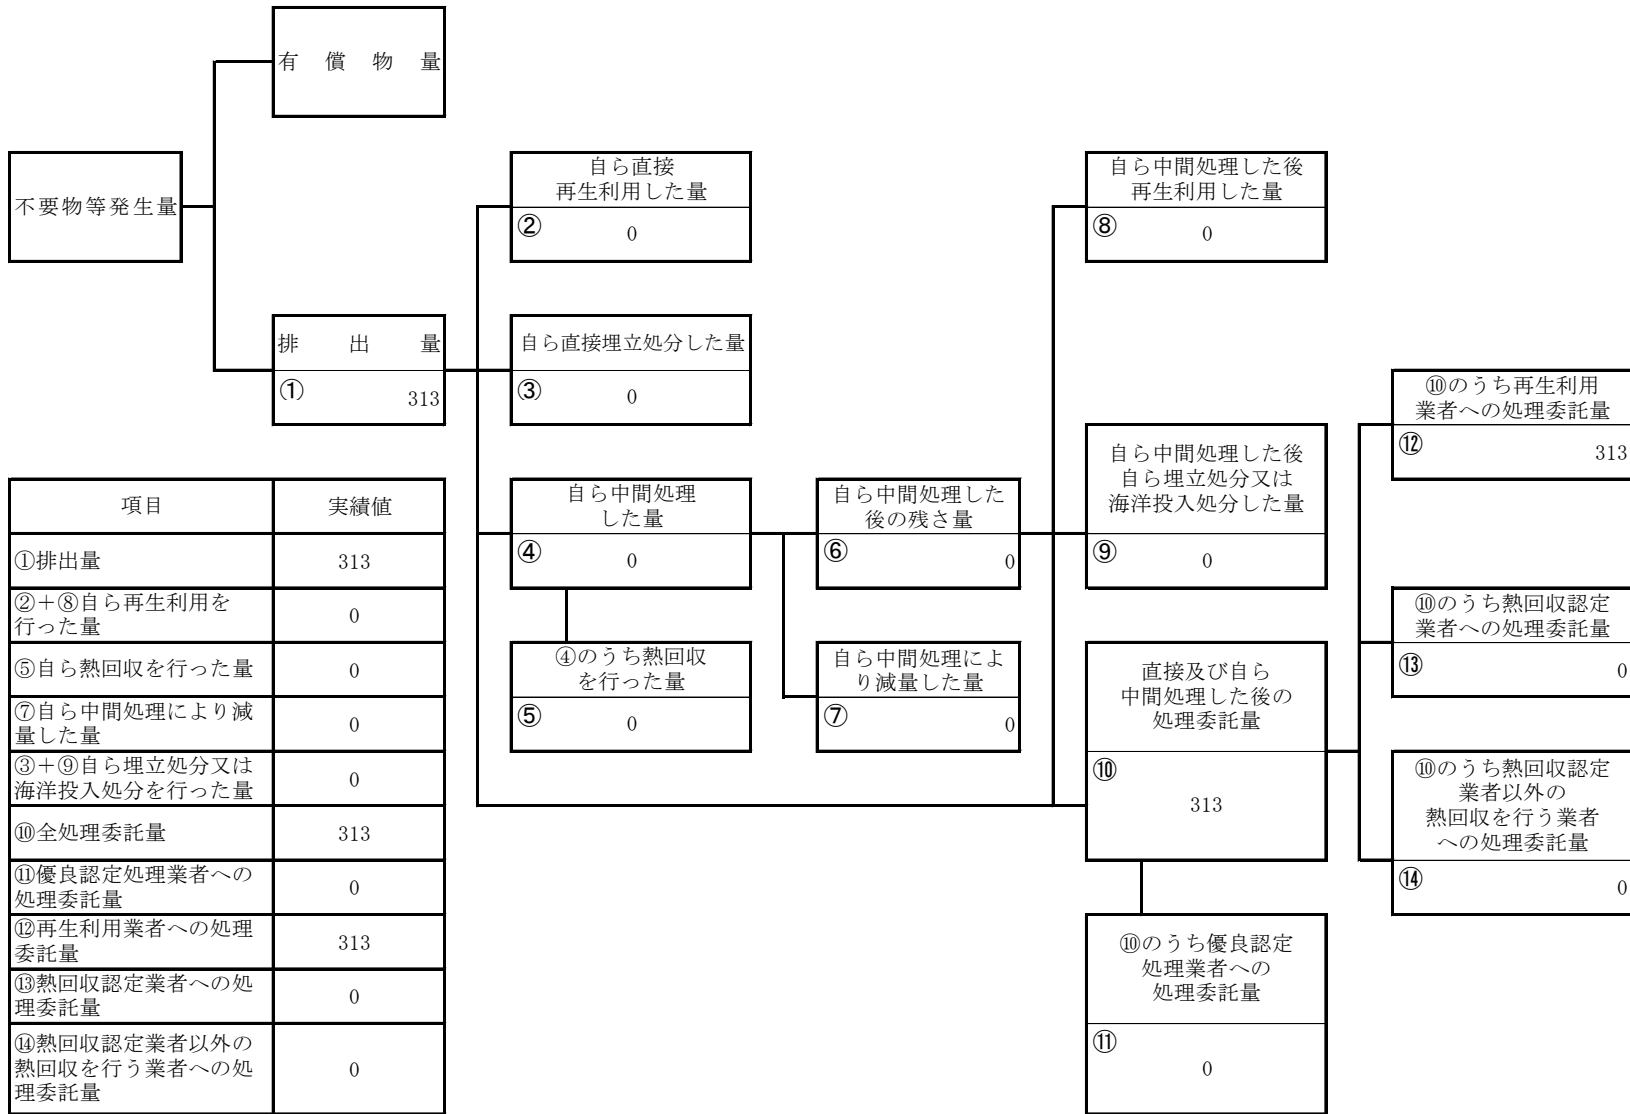 有償物量
不要物等発生量
排出量
① 313
自ら直接
再生利用した量
② 0
自ら直接埋立処分した量
③ 0
自ら中間処理
した量
④ 0
④のうち熱回収
を行った量
⑤ 0
自ら中間処理した
後の残さ量
⑥ 0
自ら中間処理によ
り減量した量
⑦ 0
自ら中間処理した後
再生利用した量
⑧ 0
自ら中間処理した後
自ら埋立処分又は
海洋投入処分した量
⑨ 0
直接及び自ら
中間処理した後の
処理委託量
⑩
313
⑩のうち優良認定
処理業者への
処理委託量
⑪
0
⑩のうち再生利用
業者への処理委託量
⑫ 313
⑩のうち熱回収認定
業者への処理委託量
⑬ 0
⑩のうち熱回収認定
業者以外の
熱回収を行う業者
への処理委託量
⑭ 0
項目 実績値
①排出量 313
②+⑧自ら再生利用を
行った量 0
⑤自ら熱回収を行った量 0
⑦自ら中間処理により減
量した量 0
③+⑨自ら埋立処分又は
海洋投入処分を行った量 0
⑩全処理委託量 313
⑪優良認定処理業者への
処理委託量 0
⑫再生利用業者への処理
委託量 313
⑬熱回収認定業者への処
理委託量 0
⑭熱回収認定業者以外の
熱回収を行う業者への処 0
理委託量